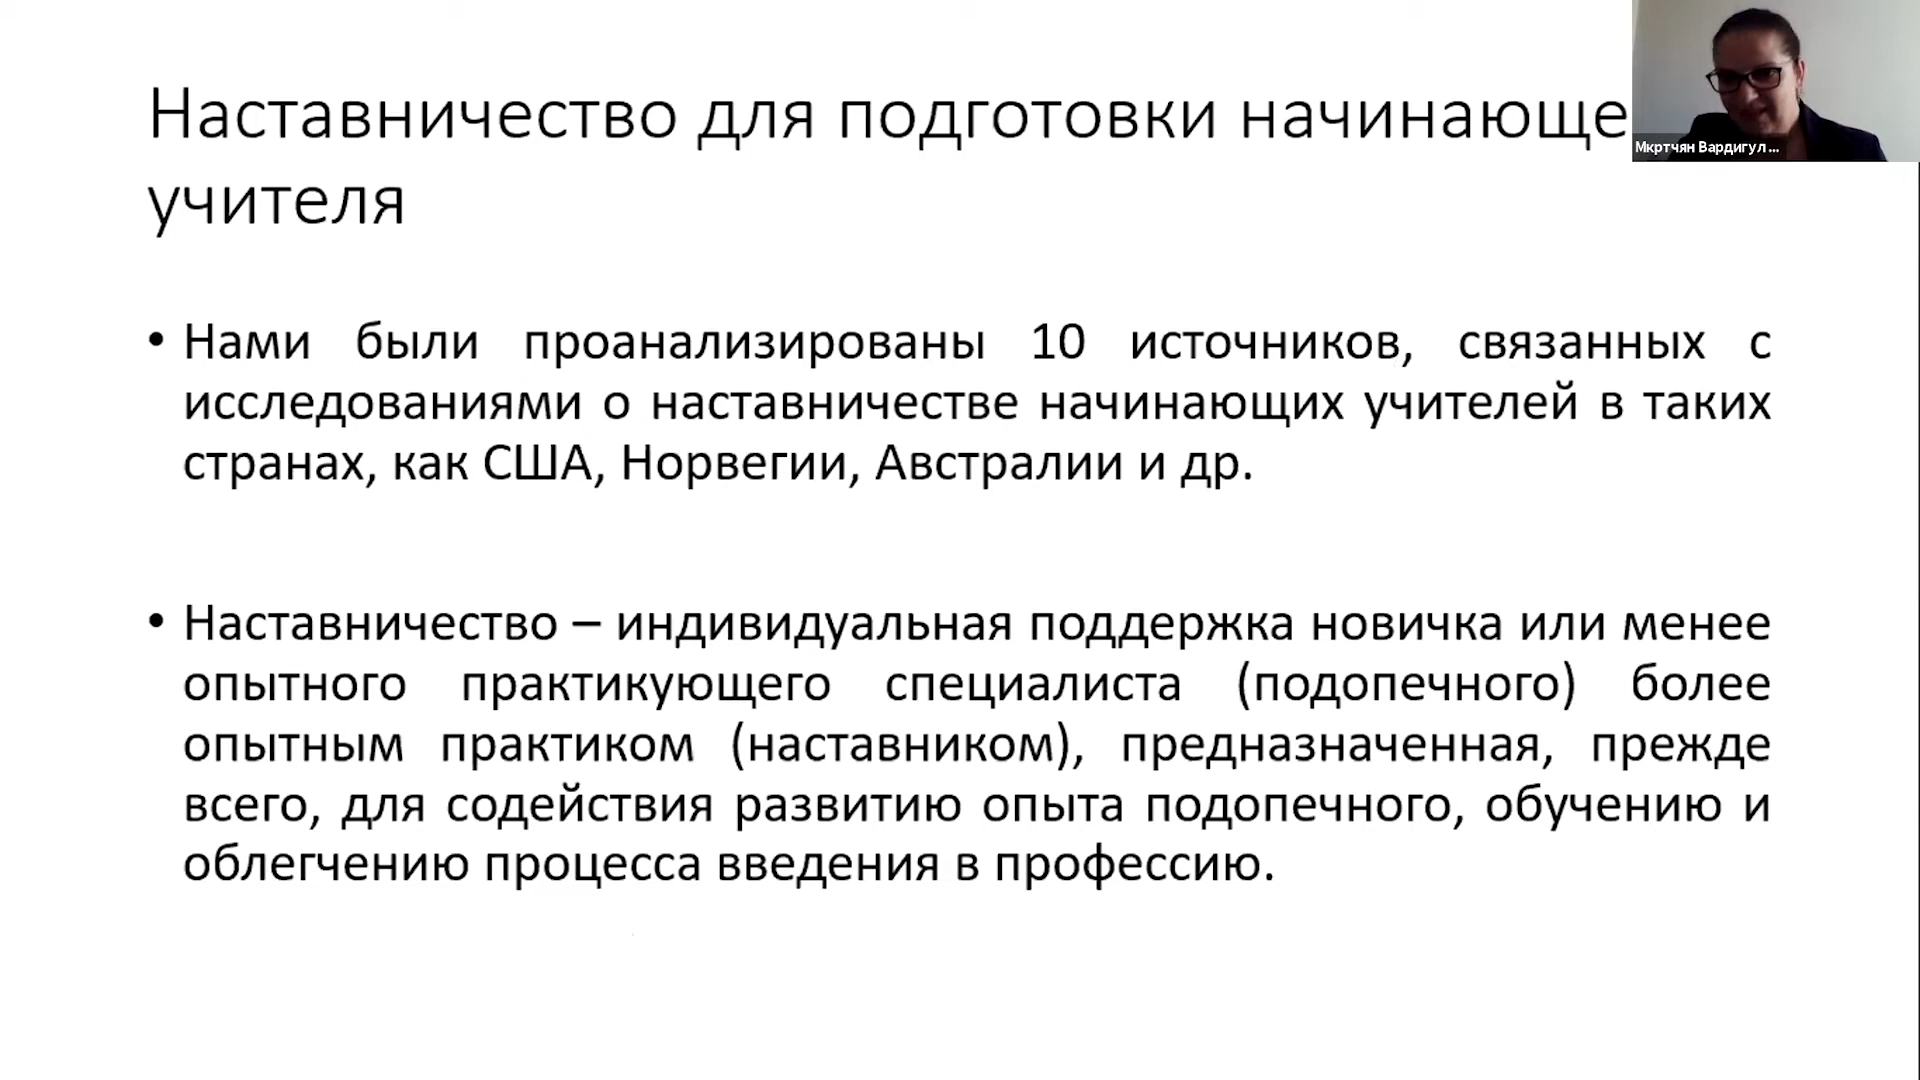 Наставничество для подготовки начинающе
учителя
Мкртчян Вардигул ...
• Нами были проанализированы 10 источников, связанных с
исследованиями о наставничестве начинающих учителей в таких
странах, как США, Норвегии, Австралии и др.
• Наставничество – индивидуальная поддержка новичка или менее
опытного практикующего специалиста (подопечного) более
опытным практиком (наставником), предназначенная, прежде
всего, для содействия развитию опыта подопечного, обучению и
облегчению процесса введения в профессию.